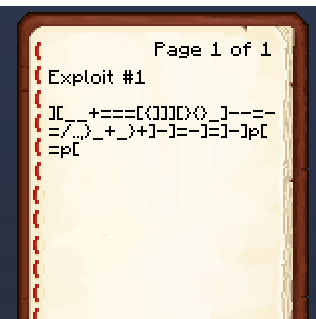 Page 1 of 1
Exploit #1
][__+===[{]]][}{}_]--=-
=/_}_+_}+]-]=-]=]-]p[
=p[